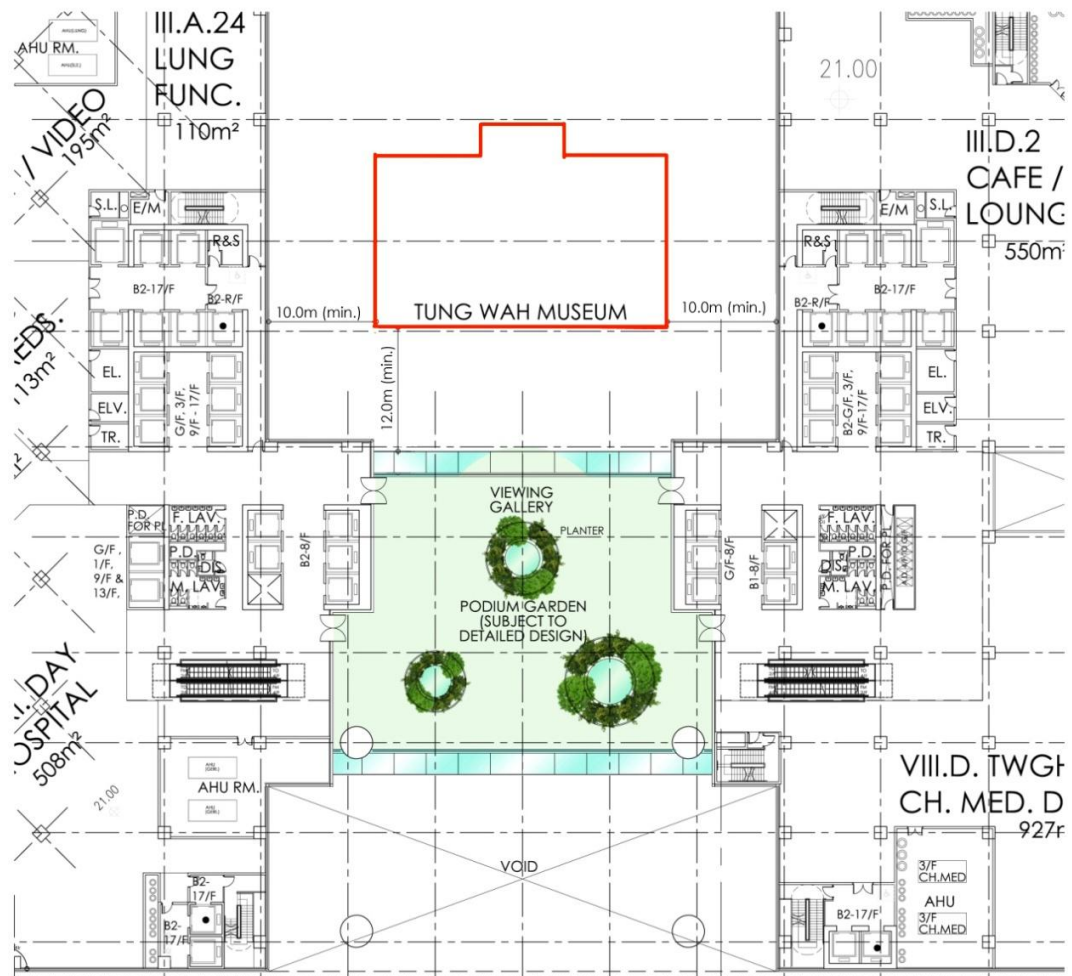 III.A.24
LUNG
FUNC.
110m²
AHU RM.
/ VIDEO
195m²
21.00
III.D.2
CAFE /
LOUNG
550m²
S.L.
E/M
R&S
B2-17/F
B2-R/F
E/M
S.L.
R&S
B2-R/F
B2-17/F
10.0m (min.)
TUNG WAH MUSEUM
10.0m (min.)
12.0m (min.)
EDS.
113m²
EL.
ELV.
TR.
G/F, 3/F,
9/F - 17/F
B2-G/F, 3/F,
9/F-17/F
EL.
ELV.
TR.
VIEWING
GALLERY
PLANTER
PODIUM GARDEN
(SUBJECT TO
DETAILED DESIGN)
P.D.
FOR PL
F. LAV.
P.D.
DIS.
M. LAV.
G/F ,
1/F,
9/F &
13/F.
B2-8/F
G/F-8/F
B1-8/F
F. LAV.
P.D.
DIS.
M. LAV.
P.D. FOR PL
DAY
OSPITAL
508m²
21.00
AHU RM.
VIII.D. TWGH
CH. MED. D
927
VOID
B2-
17/F
B2-
17/F
B2-17/F
3/F
CH.MED
AHU
3/F
CH.MED